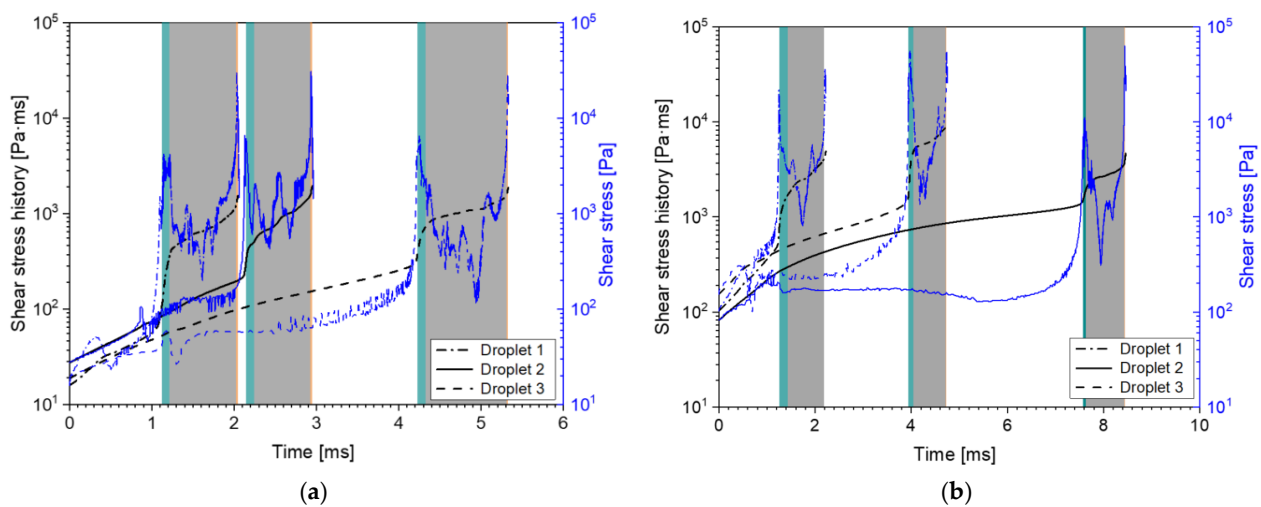 10⁵
10⁴
10³
10²
10¹
Shear stress history [Pa·ms]
0
1
2
3
4
5
6
Time [ms]
10⁵
10⁴
10³
10²
10¹
Shear stress [Pa]
Droplet 1
Droplet 2
Droplet 3
(a)
10⁵
10⁴
10³
10²
10¹
Shear stress history [Pa·ms]
0
2
4
6
8
10
Time [ms]
10⁵
10⁴
10³
10²
10¹
Shear stress [Pa]
Droplet 1
Droplet 2
Droplet 3
(b)